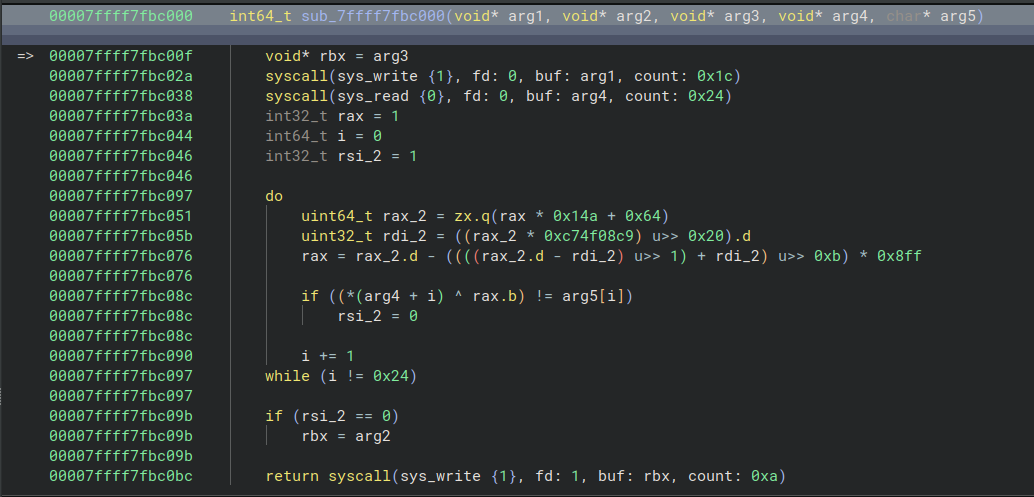 00007ffff7fbc000 int64_t sub_7ffff7fbc000(void* arg1, void* arg2, void* arg3, void* arg4, char* arg5)
=> 00007ffff7fbc00f void* rbx = arg3
00007ffff7fbc02a syscall(sys_write {1}, fd: 0, buf: arg1, count: 0x1c)
00007ffff7fbc038 syscall(sys_read {0}, fd: 0, buf: arg4, count: 0x24)
00007ffff7fbc03a int32_t rax = 1
00007ffff7fbc044 int64_t i = 0
00007ffff7fbc046 int32_t rsi_2 = 1
00007ffff7fbc046
00007ffff7fbc097 do
00007ffff7fbc051 uint64_t rax_2 = zx.q(rax * 0x14a + 0x64)
00007ffff7fbc05b uint32_t rdi_2 = ((rax_2 * 0xc74f08c9) u>> 0x20).d
00007ffff7fbc076 rax = rax_2.d - ((((rax_2.d - rdi_2) u>> 1) + rdi_2) u>> 0xb) * 0x8ff
00007ffff7fbc076
00007ffff7fbc08c if ((*(arg4 + i) ^ rax.b) != arg5[i])
00007ffff7fbc08c rsi_2 = 0
00007ffff7fbc08c
00007ffff7fbc090 i += 1
00007ffff7fbc097 while (i != 0x24)
00007ffff7fbc097
00007ffff7fbc09b if (rsi_2 == 0)
00007ffff7fbc09b rbx = arg2
00007ffff7fbc09b
00007ffff7fbc0bc return syscall(sys_write {1}, fd: 1, buf: rbx, count: 0xa)